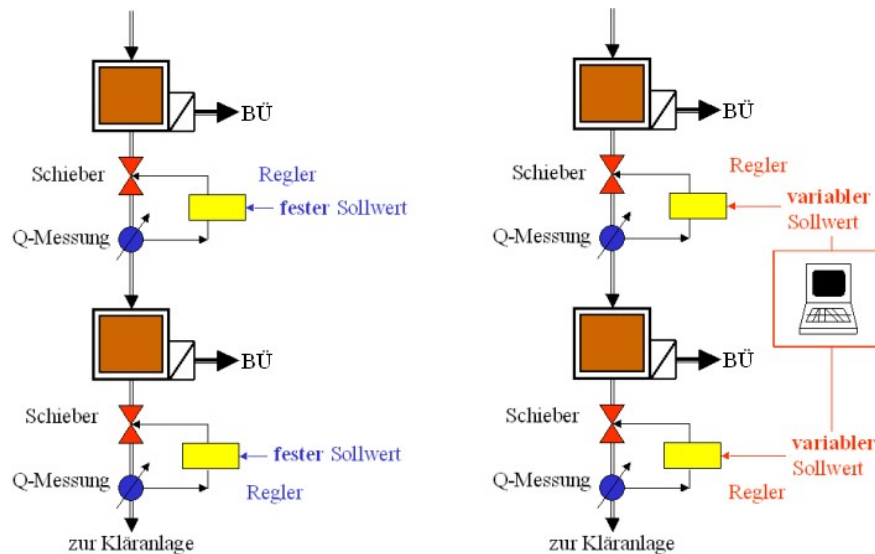 BÜ
Schieber
Regler
fester Sollwert
Q-Messung
BÜ
Schieber
fester Sollwert
Q-Messung
Regler
zur Kläranlage
BÜ
Regler
Schieber
variabler
Sollwert
Q-Messung
BÜ
Schieber
variabler
Sollwert
Q-Messung
Regler
zur Kläranlage